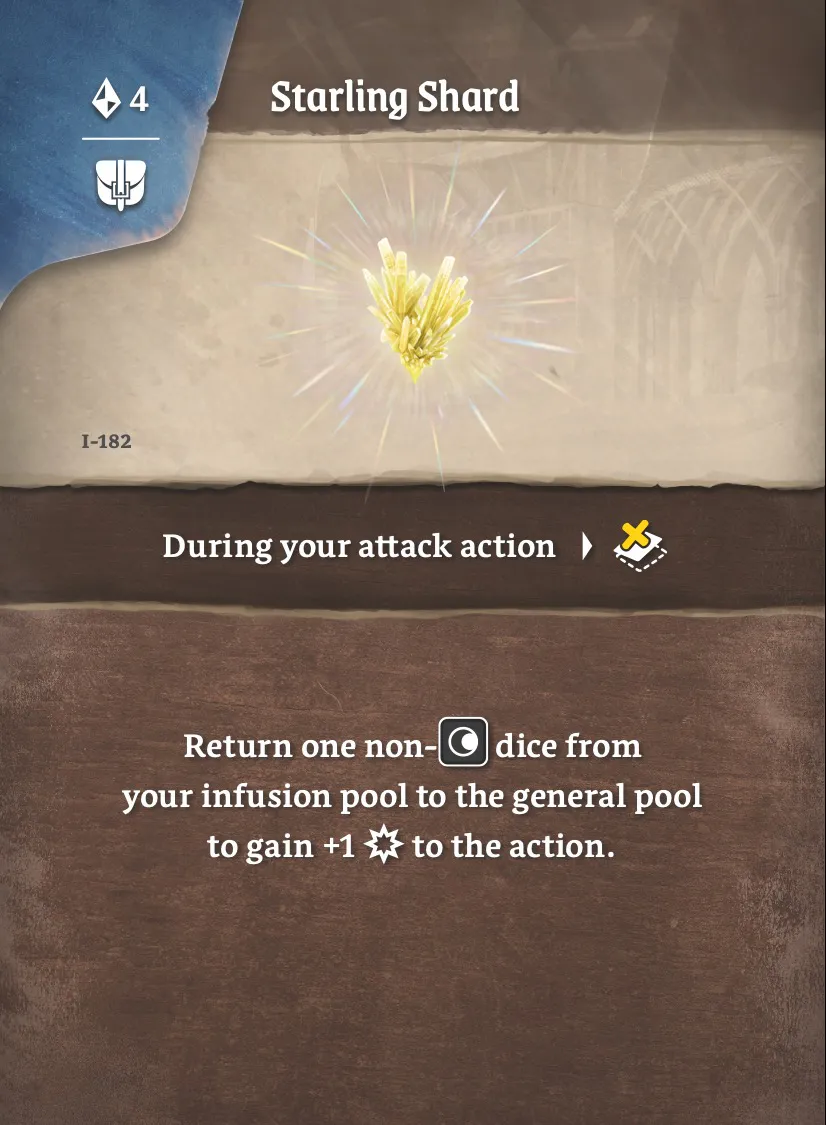 4
Starling Shard
I-182
During your attack action
Return one non- dice from
your infusion pool to the general pool
to gain +1 to the action.